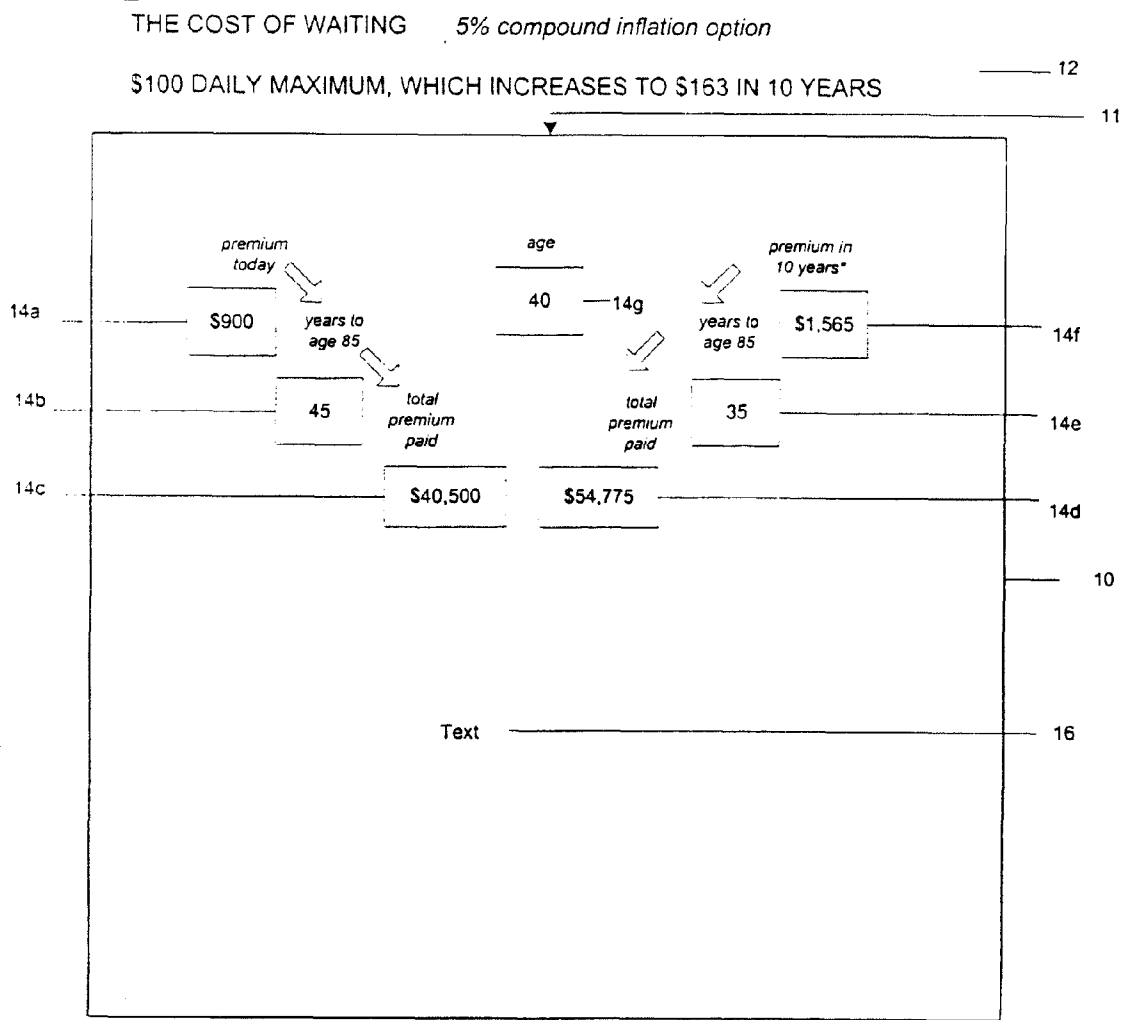 THE COST OF WAITING 5% compound inflation option
12
$100 DAILY MAXIMUM, WHICH INCREASES TO $163 IN 10 YEARS
11
premium
today
age
premium in
10 years*
14a
$900
years to
age 85
40
14g
years to
age 85
$1,565
14f
14b
45
total
premium
paid
total
premium
paid
35
14e
14c
$40,500
$54,775
14d
10
Text
16